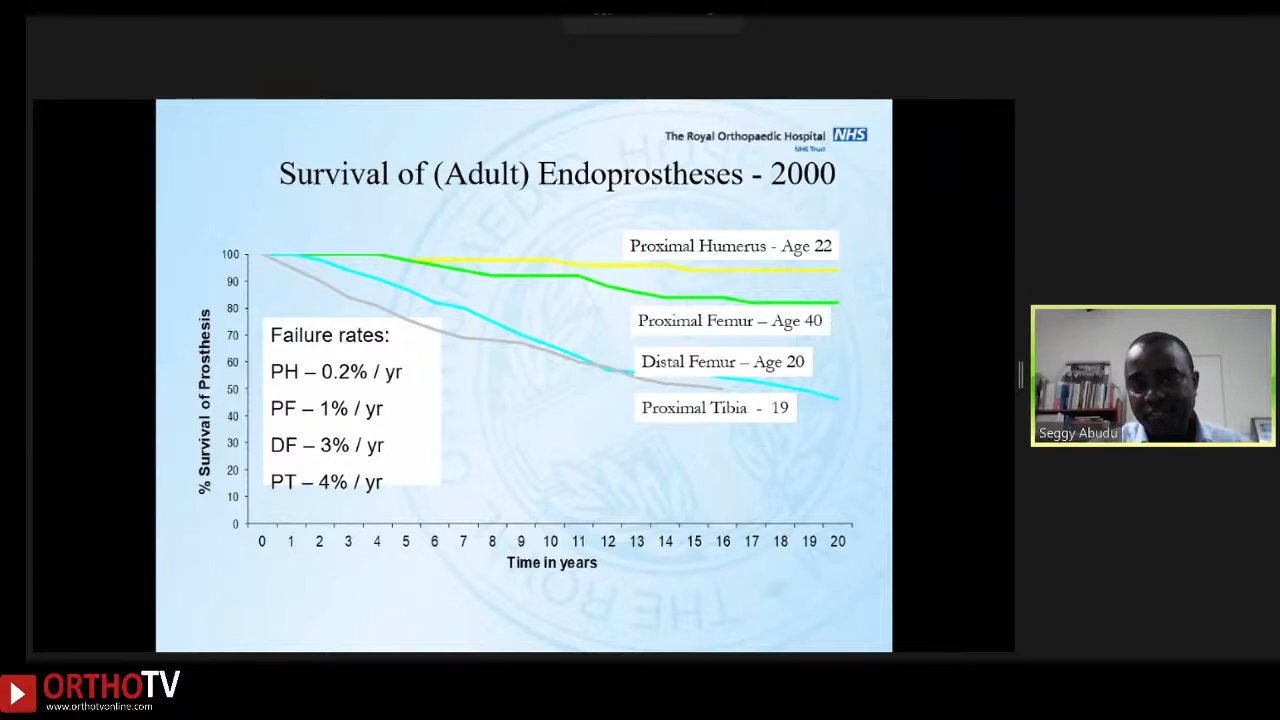 The Royal Orthopaedic Hospital NHS
NHS Trust
Survival of (Adult) Endoprostheses - 2000
% Survival of Prosthesis
100
90
80
70
60
50
40
30
20
10
0
Proximal Humerus - Age 22
Proximal Femur – Age 40
Distal Femur – Age 20
Proximal Tibia - 19
Failure rates:
PH – 0.2% / yr
PF – 1% / yr
DF – 3% / yr
PT – 4% / yr
0 1 2 3 4 5 6 7 8 9 10 11 12 13 14 15 16 17 18 19 20
Time in years
Seggy Abudu
ORTHOTV
www.orthotvonline.com